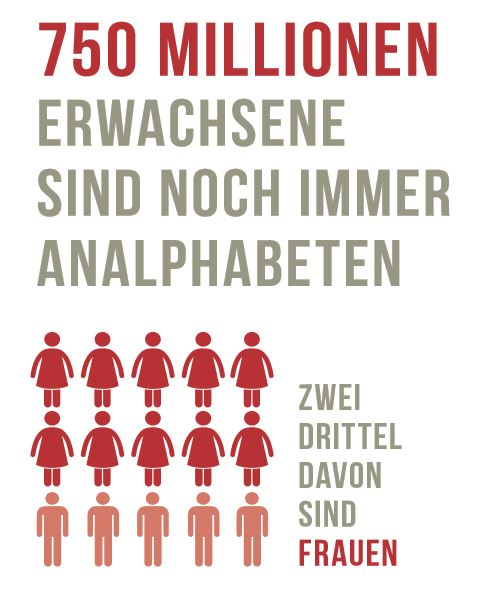 750 MILLIONEN
ERWACHSENE
SIND NOCH IMMER
ANALPHABETEN
ZWEI
DRITTEL
DAVON
SIND
FRAUEN